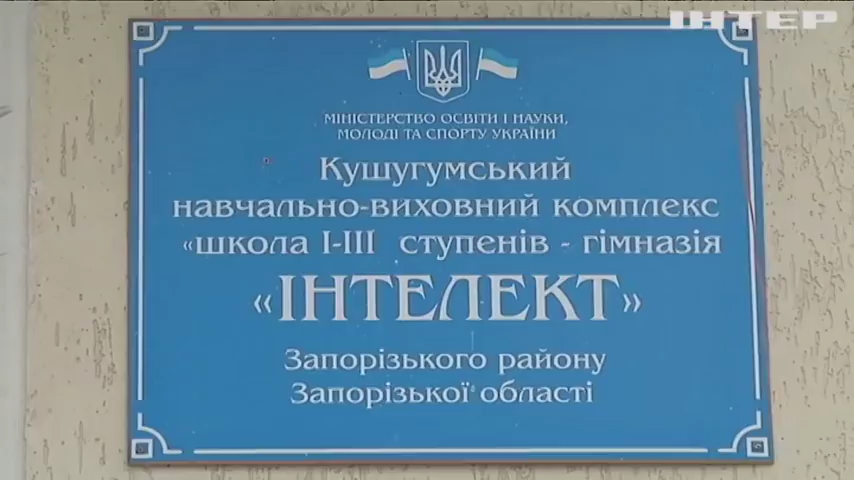 ІНТЕР
МІНІСТЕРСТВО ОСВІТИ І НАУКИ,
МОЛОДІ ТА СПОРТУ УКРАЇНИ
Кушугумський
навчально-виховний комплекс
«школа І-ІІІ ступенів - гімназія
«ІНТЕЛЕКТ»
Запорізького району
Запорізької області